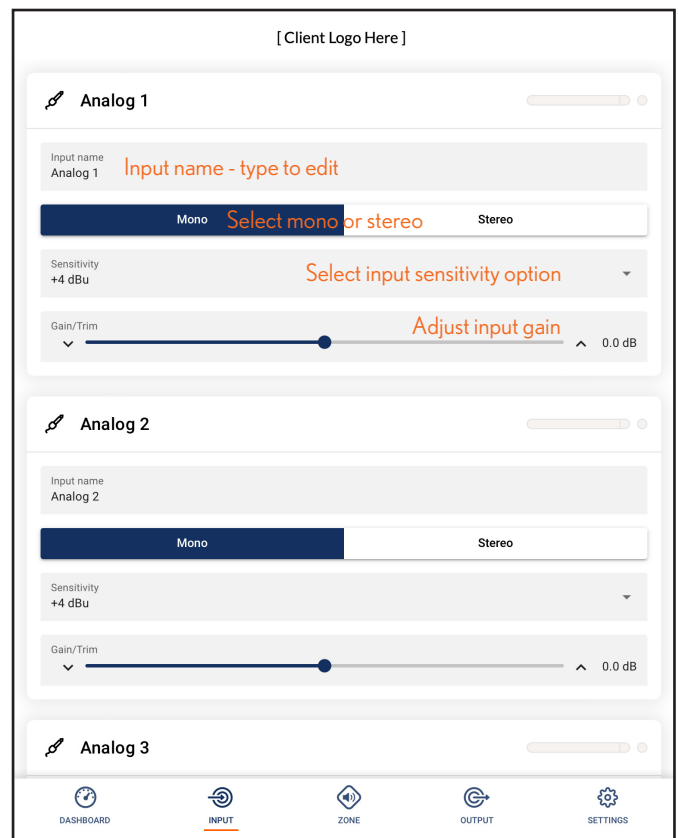 [ Client Logo Here ]
Analog 1
Input name
Analog 1
Input name - type to edit
Mono
Select mono or stereo
Stereo
Sensitivity
+4 dBu
Select input sensitivity option
Gain/Trim
Adjust input gain
0.0 dB
Analog 2
Input name
Analog 2
Mono
Stereo
Sensitivity
+4 dBu
Gain/Trim
0.0 dB
Analog 3
DASHBOARD
INPUT
ZONE
OUTPUT
SETTINGS